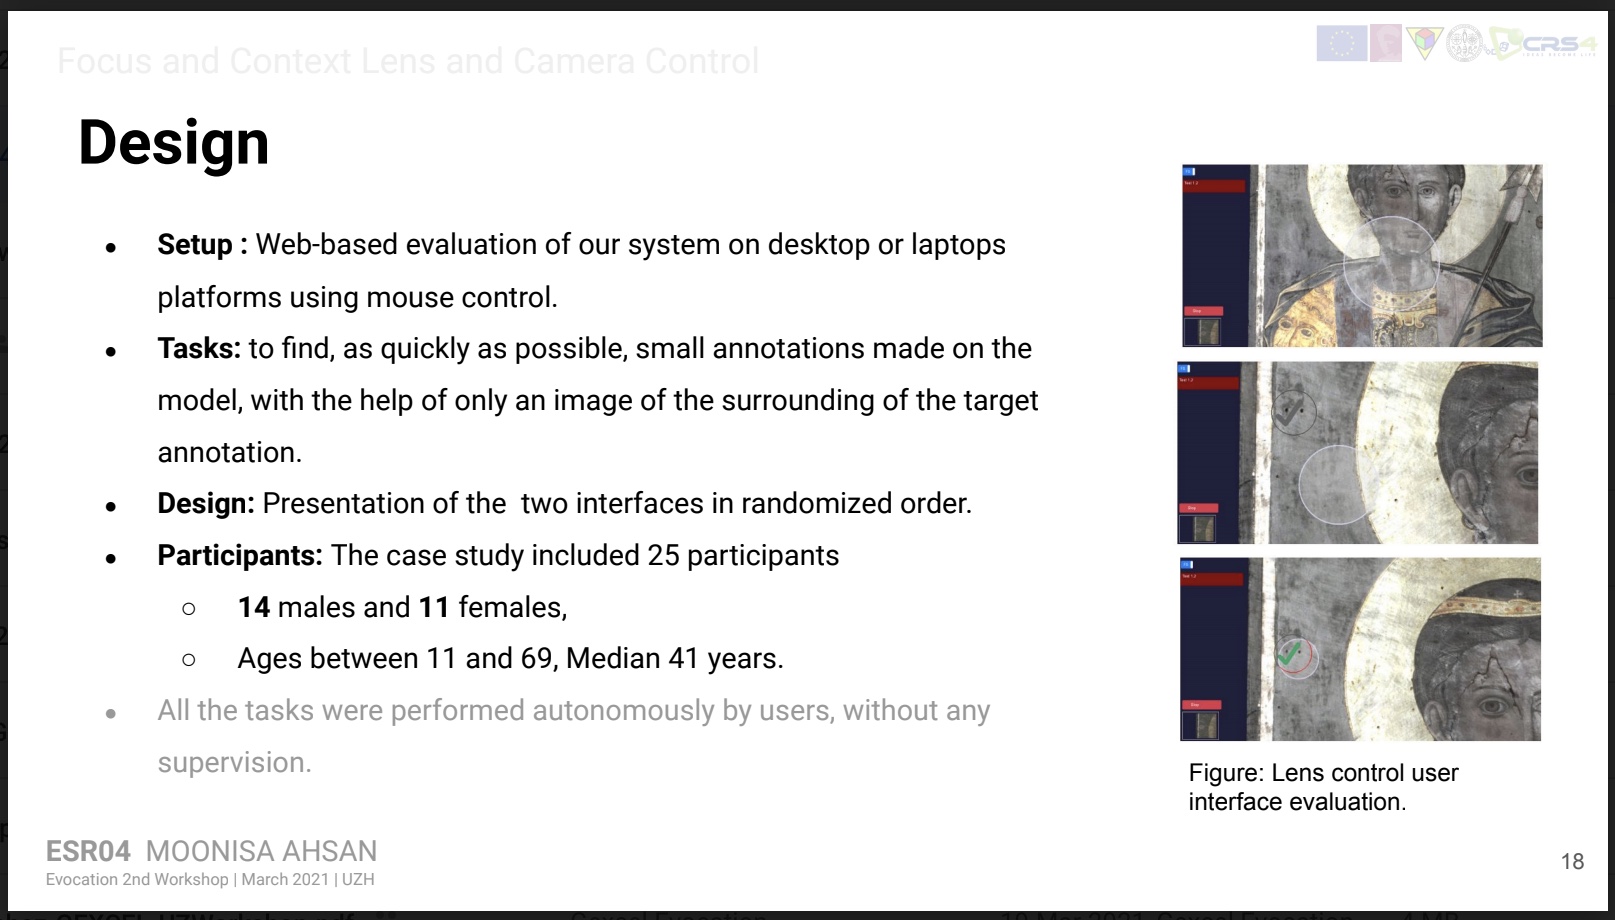 Focus and Context Lens and Camera Control
CRS4
Design
● Setup : Web-based evaluation of our system on desktop or laptops
platforms using mouse control.
● Tasks: to find, as quickly as possible, small annotations made on the
model, with the help of only an image of the surrounding of the target
annotation.
● Design: Presentation of the  two interfaces in randomized order.
● Participants: The case study included 25 participants
○ 14 males and 11 females,
○ Ages between 11 and 69, Median 41 years.
● All the tasks were performed autonomously by users, without any
supervision.
Figure: Lens control user
interface evaluation.
ESR04 MOONISA AHSAN
Evocation 2nd Workshop | March 2021 | UZH
18